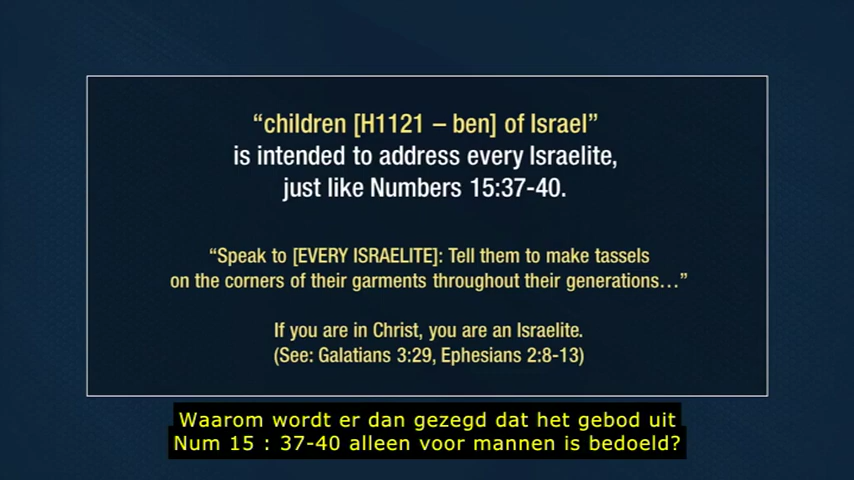 “children [H1121 – ben] of Israel”
is intended to address every Israelite,
just like Numbers 15:37-40.
“Speak to [EVERY ISRAELITE]: Tell them to make tassels
on the corners of their garments throughout their generations…”
If you are in Christ, you are an Israelite.
(See: Galatians 3:29, Ephesians 2:8-13)
Waarom wordt er dan gezegd dat het gebod uit
Num 15 : 37-40 alleen voor mannen is bedoeld?